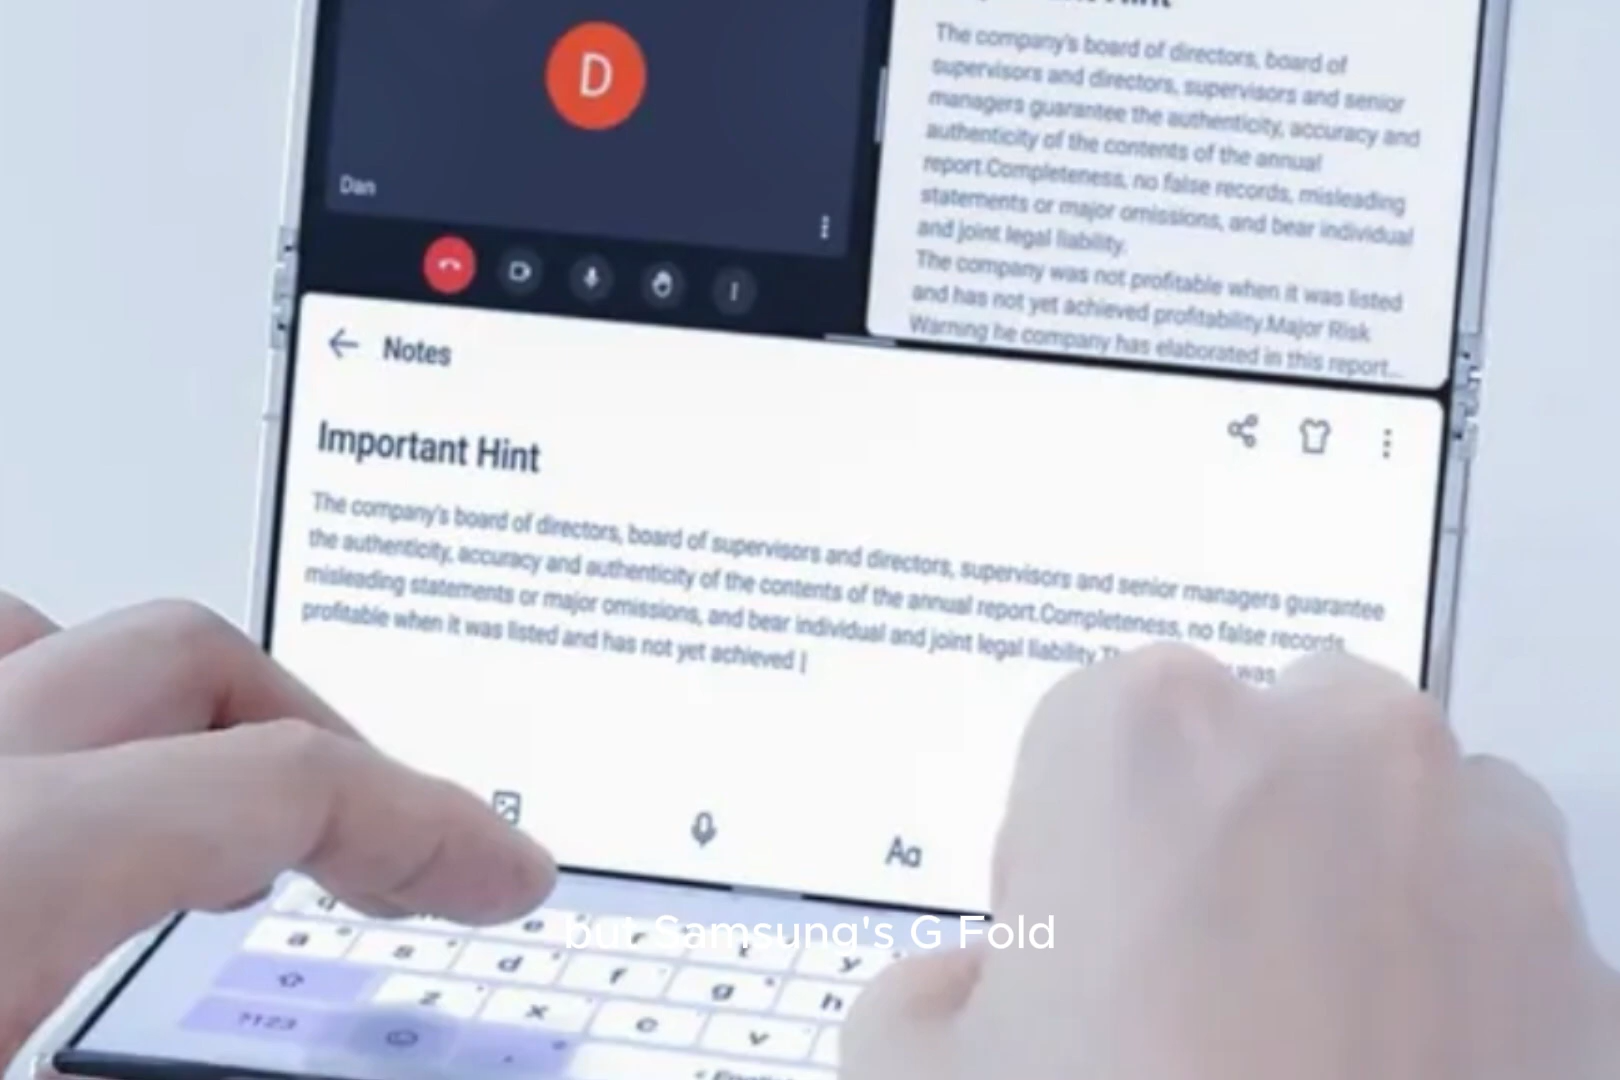 D
Dan
The company's board of directors, board of
supervisors and directors, supervisors and senior
managers guarantee the authenticity, accuracy and
authenticity of the contents of the annual
report.Completeness, no false records, misleading
statements or major omissions, and bear individual
and joint legal liability.
The company was not profitable when it was listed
and has not yet achieved profitability.Major Risk
Warning he company has elaborated in this report...
Notes
Important Hint
The company's board of directors, board of supervisors and directors, supervisors and senior managers guarantee
the authenticity, accuracy and authenticity of the contents of the annual report.Completeness, no false records,
misleading statements or major omissions, and bear individual and joint legal liability.Th was
profitable when it was listed and has not yet achieved
Aa
q e r t y
a s d f g h
z x c v
?123 ,
but Samsung's G Fold